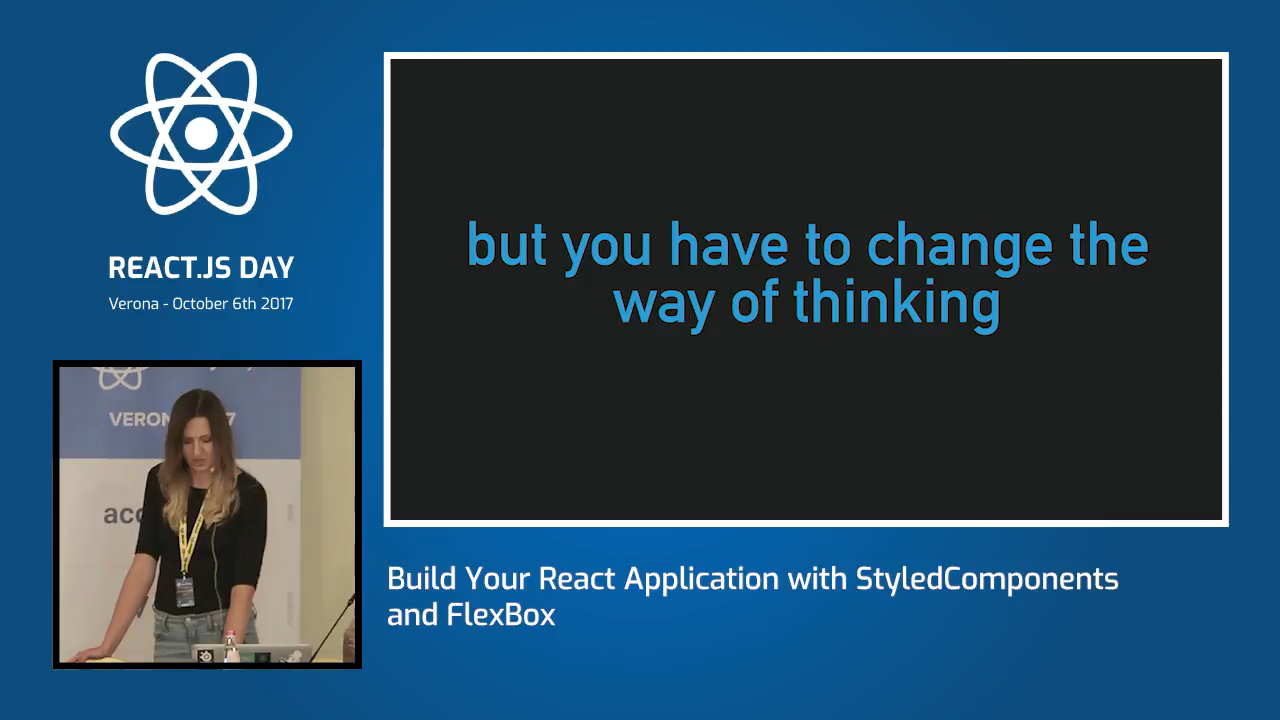 REACT.JS DAY
Verona - October 6th 2017
but you have to change the
way of thinking
Build Your React Application with StyledComponents
and FlexBox